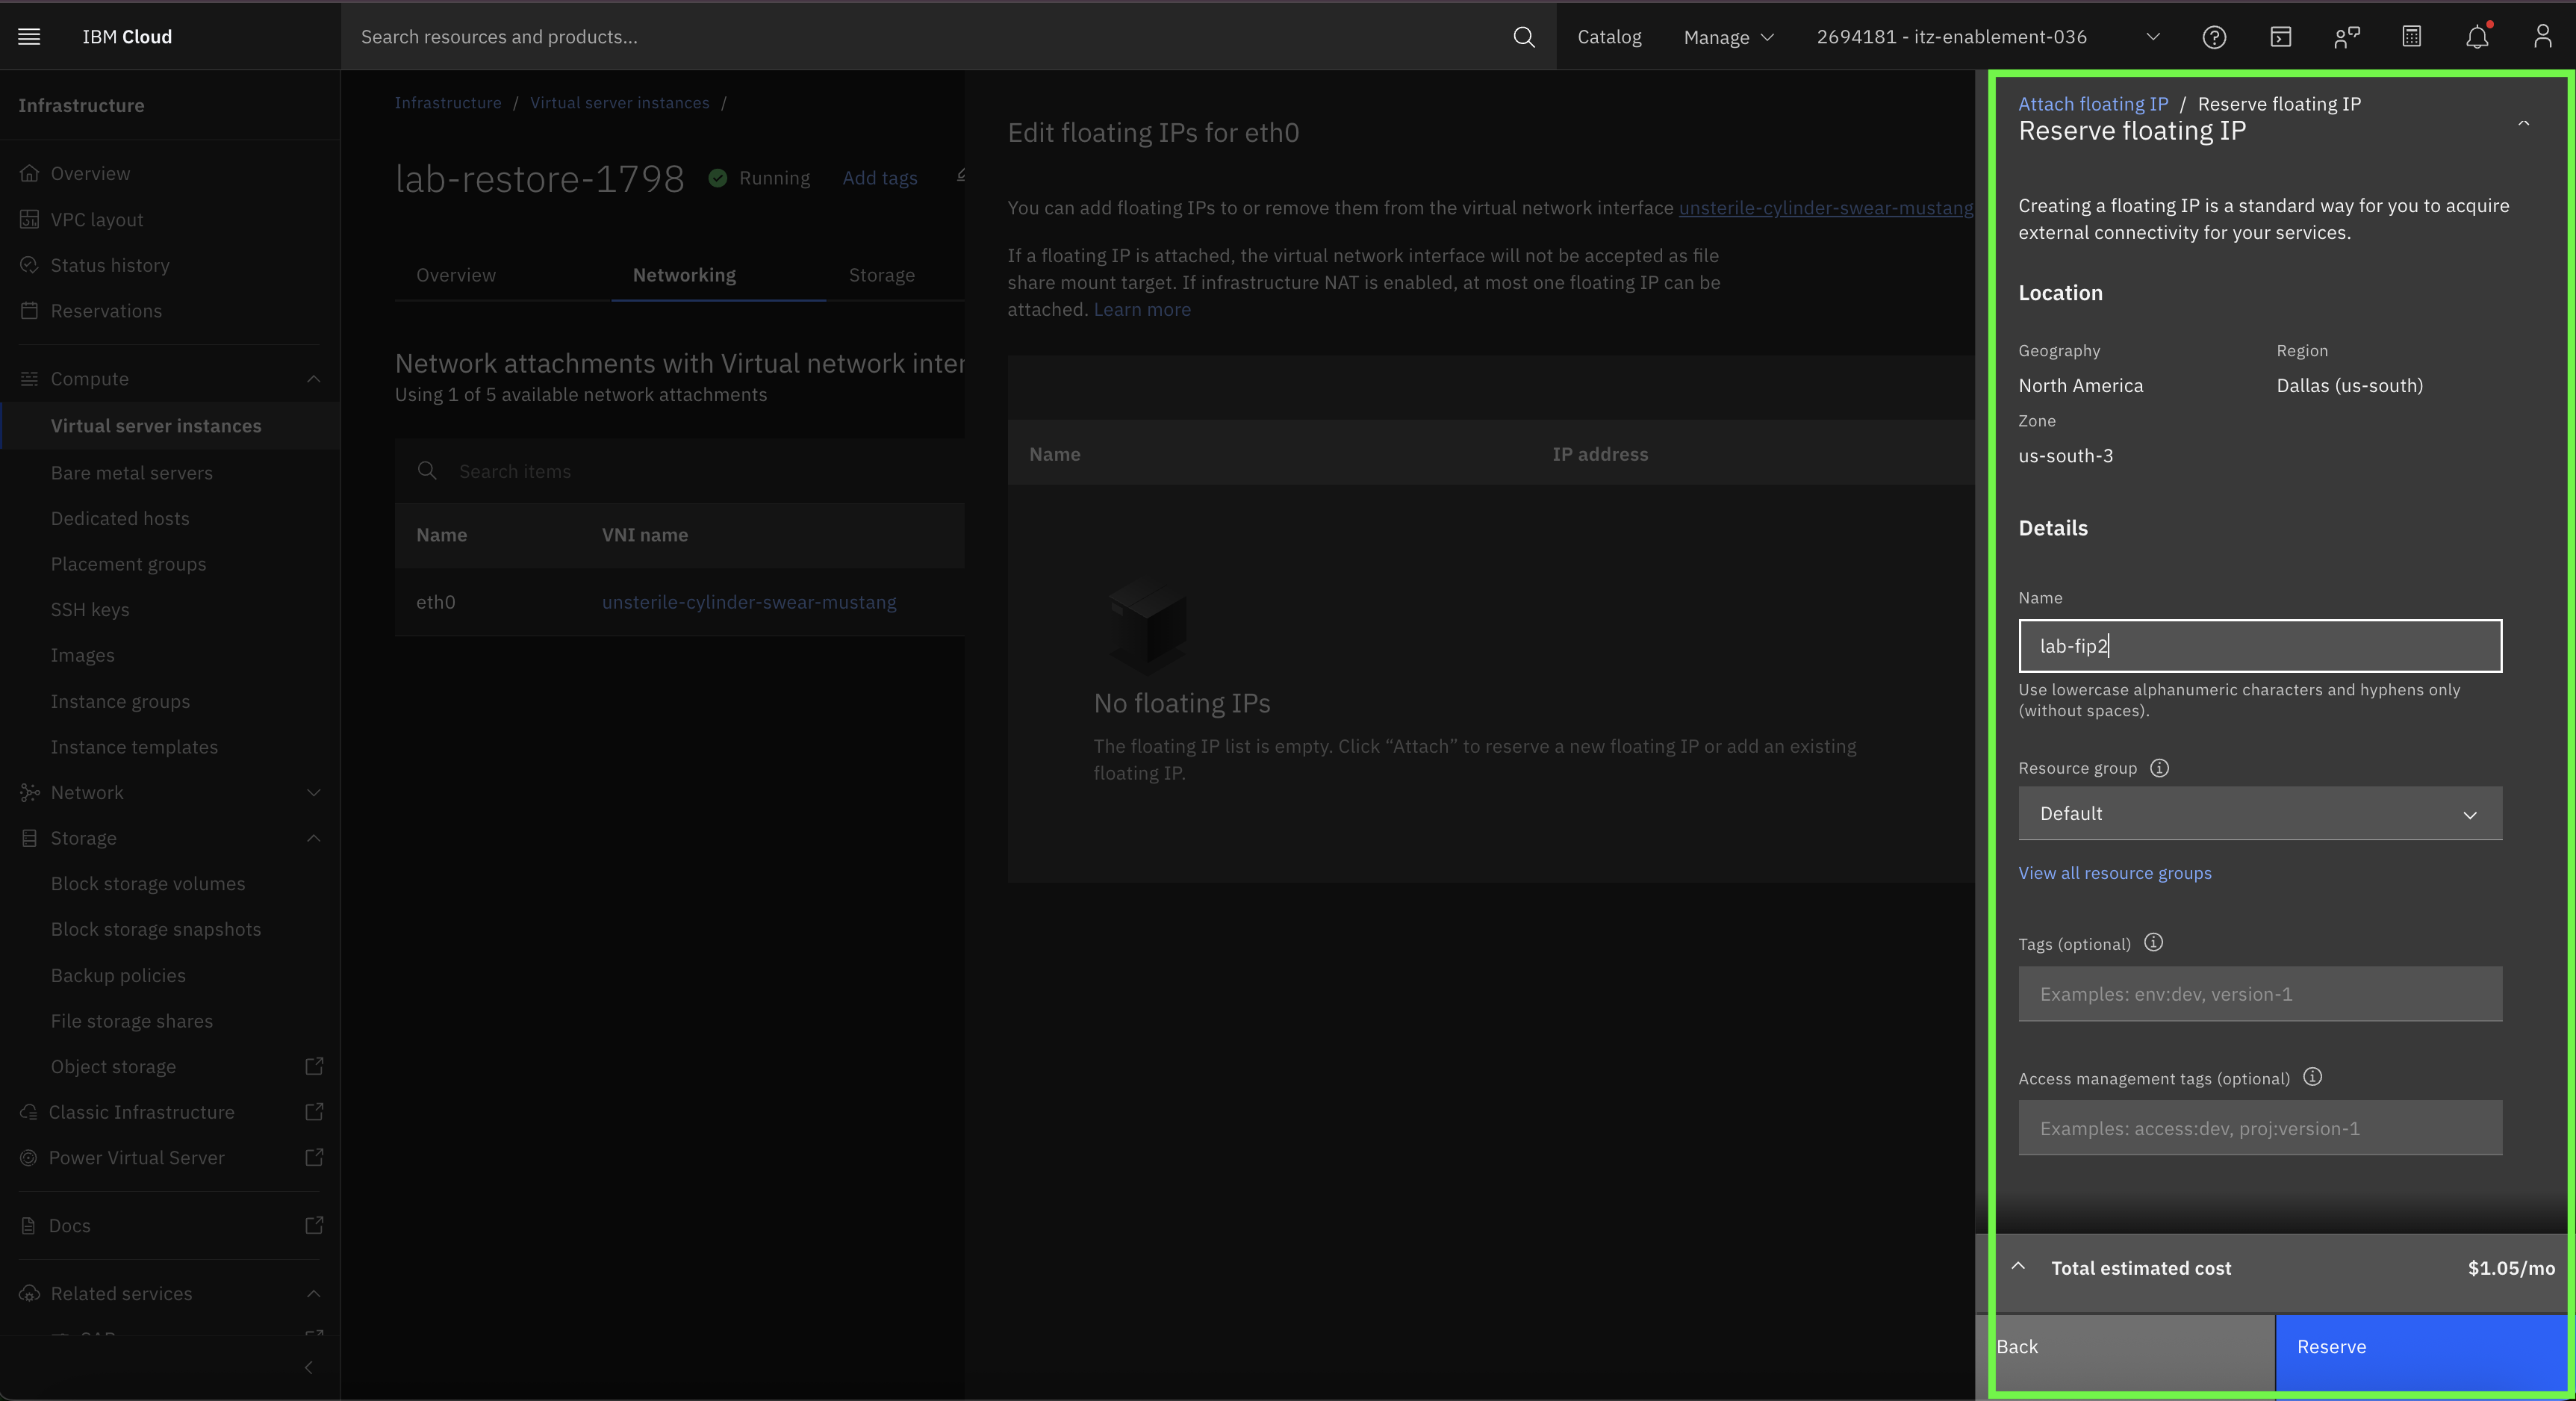 IBM Cloud
Search resources and products...
Catalog
Manage
2694181 - itz-enablement-036
Infrastructure
Overview
VPC layout
Status history
Reservations
Compute
Virtual server instances
Bare metal servers
Dedicated hosts
Placement groups
SSH keys
Images
Instance groups
Instance templates
Network
Storage
Block storage volumes
Block storage snapshots
Backup policies
File storage shares
Object storage
Classic Infrastructure
Power Virtual Server
Docs
Related services
Infrastructure / Virtual server instances /
lab-restore-1798
Running
Add tags
Overview
Networking
Storage
Network attachments with Virtual network inter
Using 1 of 5 available network attachments
Search items
Name VNI name
eth0 unsterile-cylinder-swear-mustang
Edit floating IPs for eth0
You can add floating IPs to or remove them from the virtual network interface unsterile-cylinder-swear-mustang
If a floating IP is attached, the virtual network interface will not be accepted as file
share mount target. If infrastructure NAT is enabled, at most one floating IP can be
attached. Learn more
Name IP address
No floating IPs
The floating IP list is empty. Click “Attach” to reserve a new floating IP or add an existing
floating IP.
Attach floating IP / Reserve floating IP
Reserve floating IP
Creating a floating IP is a standard way for you to acquire
external connectivity for your services.
Location
Geography Region
North America Dallas (us-south)
Zone
us-south-3
Details
Name
lab-fip2
Use lowercase alphanumeric characters and hyphens only
(without spaces).
Resource group
Default
View all resource groups
Tags (optional)
Examples: env:dev, version-1
Access management tags (optional)
Examples: access:dev, proj:version-1
Total estimated cost $1.05/mo
Back
Reserve